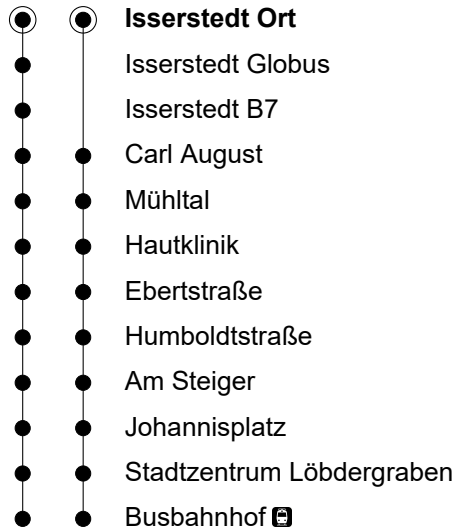 Isserstedt Ort
Isserstedt Globus
Isserstedt B7
Carl August
Mühltal
Hautklinik
Ebertstraße
Humboldtstraße
Am Steiger
Johannisplatz
Stadtzentrum Löbdergraben
Busbahnhof